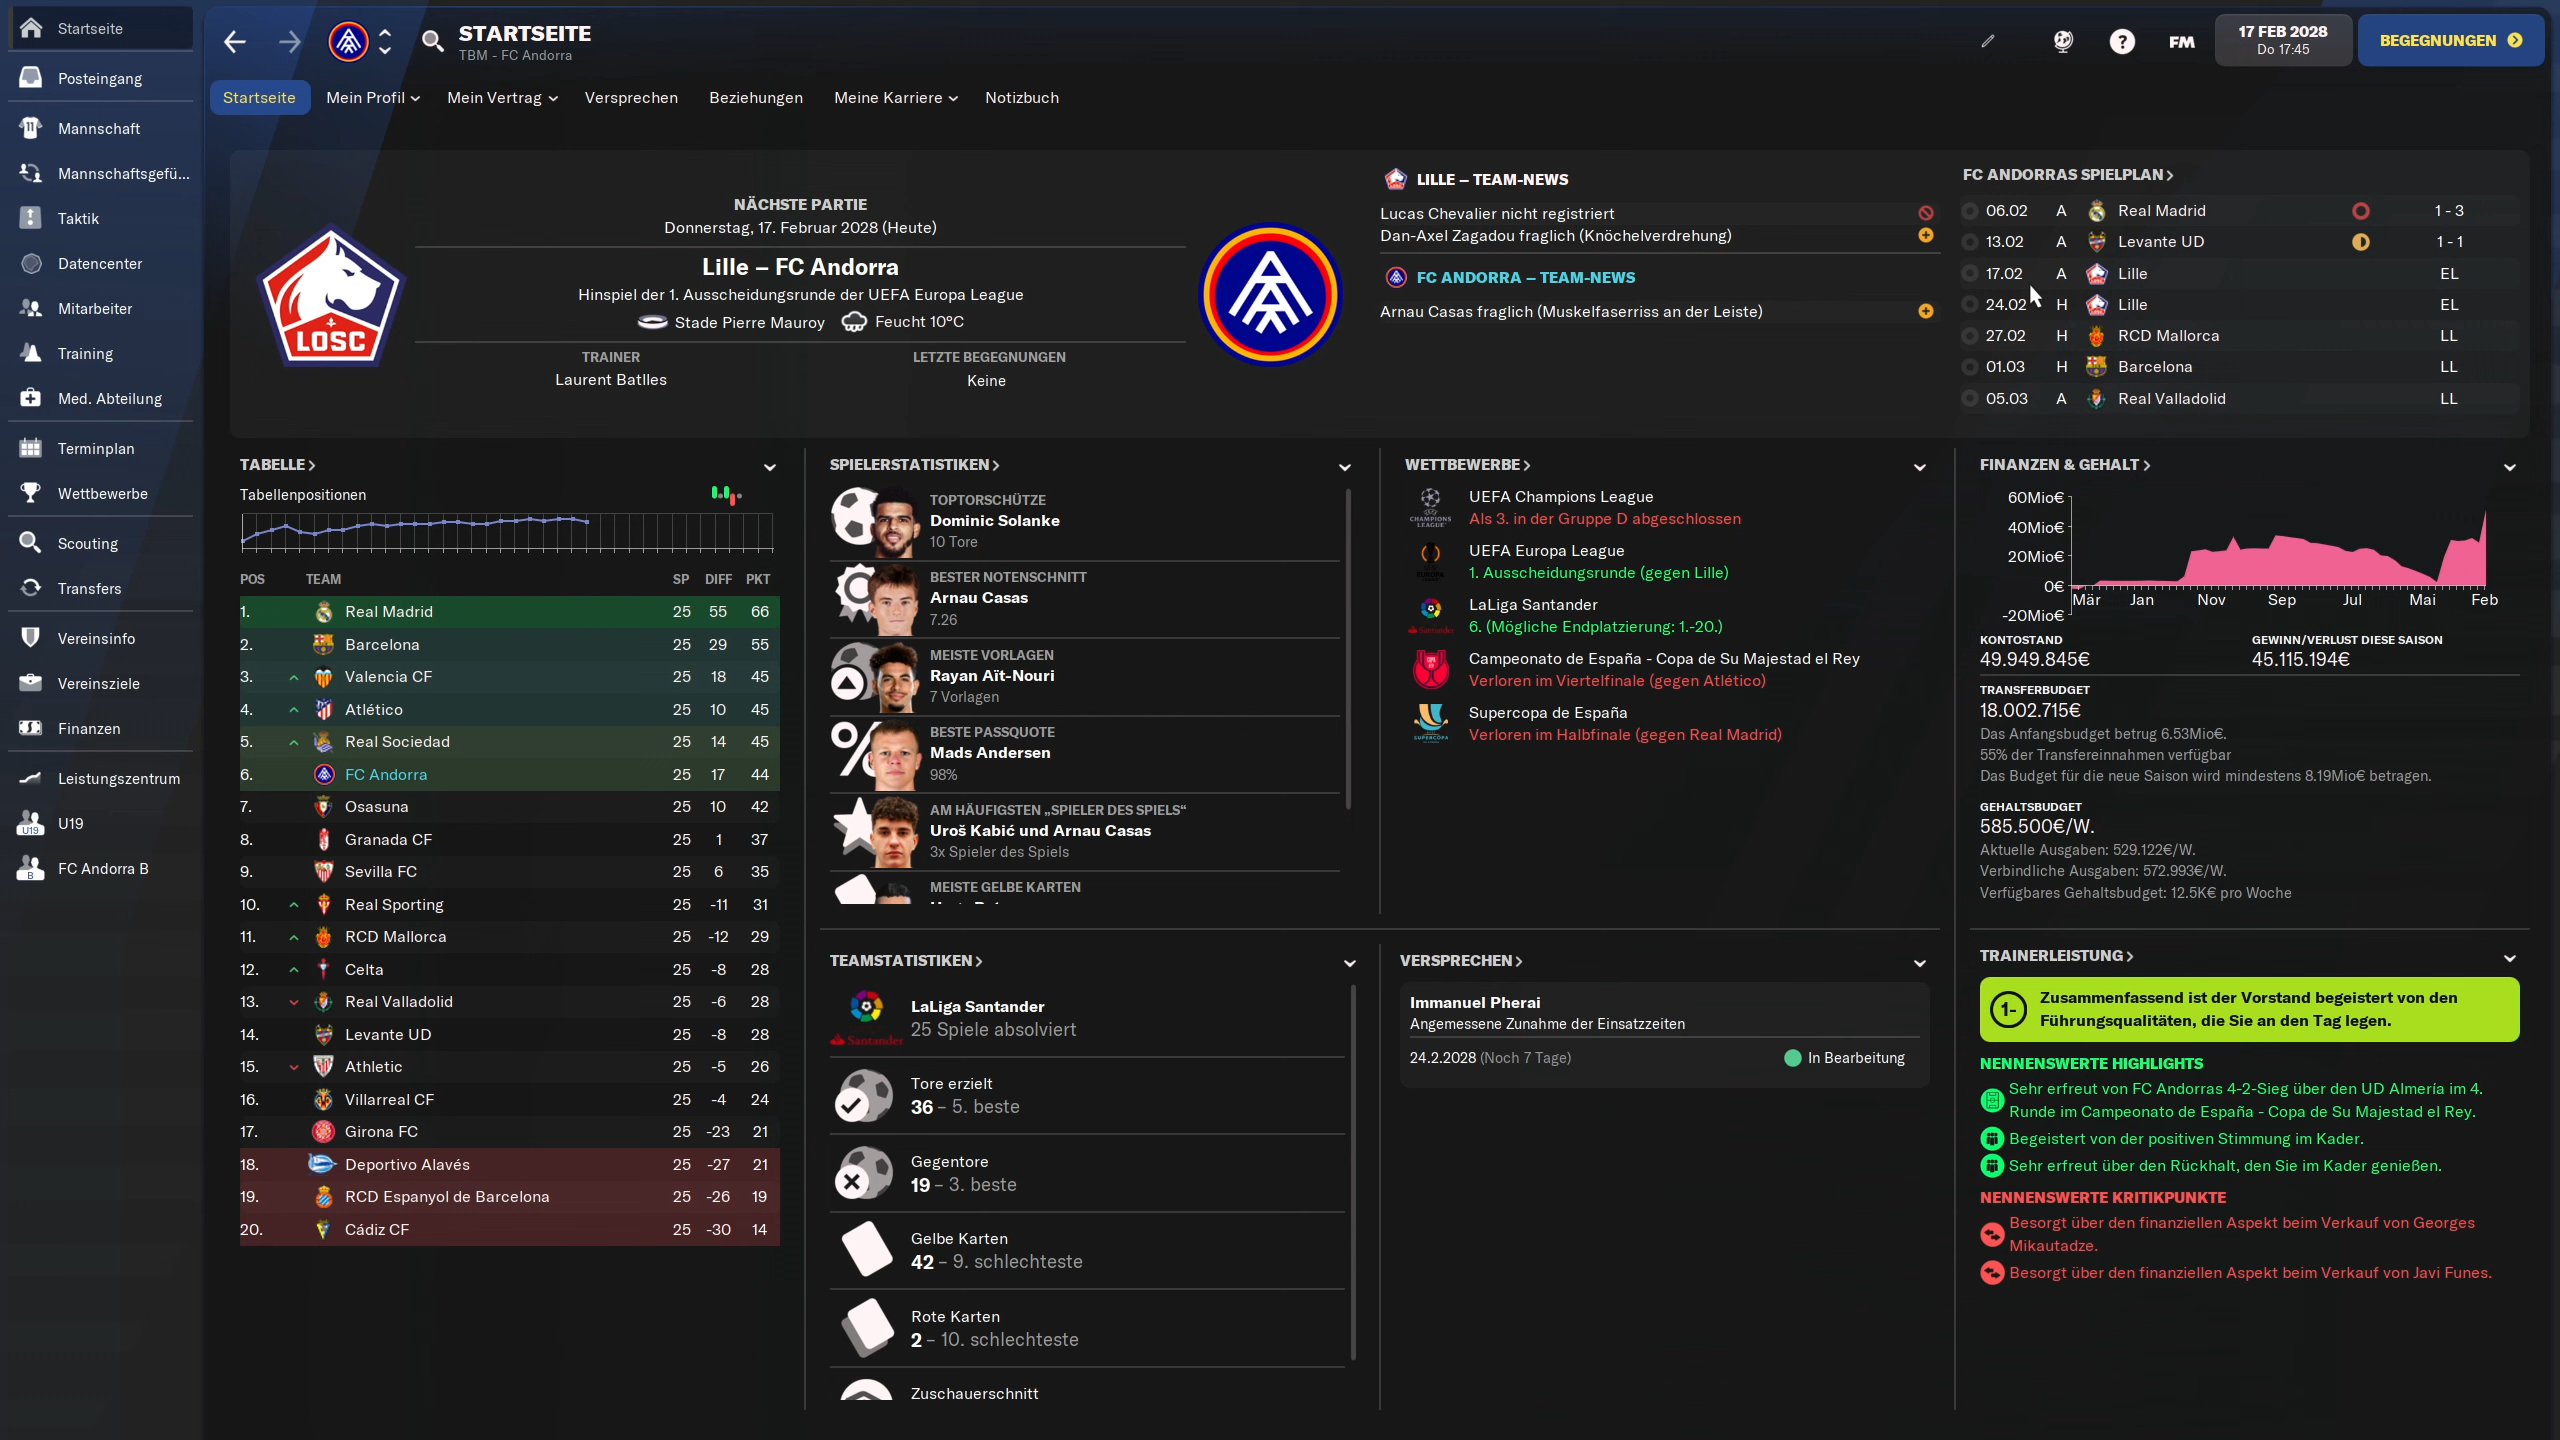 Startseite
Posteingang
Mannschaft
Mannschaftsgefü...
Taktik
Datencenter
Mitarbeiter
Training
Med. Abteilung
Terminplan
Wettbewerbe
Scouting
Transfers
Vereinsinfo
Vereinsziele
Finanzen
Leistungszentrum
U19
FC Andorra B
STARTSEITE
TBM - FC Andorra
FM
17 FEB 2028
Do 17:45
BEGEGNUNGEN
Startseite Mein Profil Mein Vertrag Versprechen Beziehungen Meine Karriere Notizbuch
LOSC
NÄCHSTE PARTIE
Donnerstag, 17. Februar 2028 (Heute)
Lille – FC Andorra
Hinspiel der 1. Ausscheidungsrunde der UEFA Europa League
Stade Pierre Mauroy Feucht 10°C
TRAINER
Laurent Batlles
LETZTE BEGEGNUNGEN
Keine
LILLE – TEAM-NEWS
Lucas Chevalier nicht registriert
Dan-Axel Zagadou fraglich (Knöchelverdrehung)
FC ANDORRA – TEAM-NEWS
Arnau Casas fraglich (Muskelfaserriss an der Leiste)
FC ANDORRAS SPIELPLAN
06.02 A Real Madrid 1 - 3
13.02 A Levante UD 1 - 1
17.02 A Lille EL
24.02 H Lille EL
27.02 H RCD Mallorca LL
01.03 H Barcelona LL
05.03 A Real Valladolid LL
TABELLE
Tabellenpositionen
POS TEAM SP DIFF PKT
1. Real Madrid 25 55 66
2. Barcelona 25 29 55
3. Valencia CF 25 18 45
4. Atlético 25 10 45
5. Real Sociedad 25 14 45
6. FC Andorra 25 17 44
7. Osasuna 25 10 42
8. Granada CF 25 1 37
9. Sevilla FC 25 6 35
10. Real Sporting 25 -11 31
11. RCD Mallorca 25 -12 29
12. Celta 25 -8 28
13. Real Valladolid 25 -6 28
14. Levante UD 25 -8 28
15. Athletic 25 -5 26
16. Villarreal CF 25 -4 24
17. Girona FC 25 -23 21
18. Deportivo Alavés 25 -27 21
19. RCD Espanyol de Barcelona 25 -26 19
20. Cádiz CF 25 -30 14
SPIELERSTATISTIKEN
TOPTORSCHÜTZE
Dominic Solanke
10 Tore
BESTER NOTENSCHNITT
Arnau Casas
7.26
MEISTE VORLAGEN
Rayan Aït-Nouri
7 Vorlagen
BESTE PASSQUOTE
Mads Andersen
98%
AM HÄUFIGSTEN „SPIELER DES SPIELS“
Uroš Kabić und Arnau Casas
3x Spieler des Spiels
MEISTE GELBE KARTEN
WETTBEWERBE
UEFA Champions League
Als 3. in der Gruppe D abgeschlossen
UEFA Europa League
1. Ausscheidungsrunde (gegen Lille)
LaLiga Santander
6. (Mögliche Endplatzierung: 1.-20.)
Campeonato de España - Copa de Su Majestad el Rey
Verloren im Viertelfinale (gegen Atlético)
Supercopa de España
Verloren im Halbfinale (gegen Real Madrid)
FINANZEN & GEHALT
60Mio€
40Mio€
20Mio€
0€
-20Mio€
Mär Jan Nov Sep Jul Mai Feb
KONTOSTAND
49.949.845€
GEWINN/VERLUST DIESE SAISON
45.115.194€
TRANSFERBUDGET
18.002.715€
Das Anfangsbudget betrug 6.53Mio€.
55% der Transfereinnahmen verfügbar
Das Budget für die neue Saison wird mindestens 8.19Mio€ betragen.
GEHALTSBUDGET
585.500€/W.
Aktuelle Ausgaben: 529.122€/W.
Verbindliche Ausgaben: 572.993€/W.
Verfügbares Gehaltsbudget: 12.5K€ pro Woche
TEAMSTATISTIKEN
Santander
LaLiga Santander
25 Spiele absolviert
Tore erzielt
36 – 5. beste
Gegentore
19 – 3. beste
Gelbe Karten
42 – 9. schlechteste
Rote Karten
2 – 10. schlechteste
Zuschauerschnitt
VERSPRECHEN
Immanuel Pherai
Angemessene Zunahme der Einsatzzeiten
24.2.2028 (Noch 7 Tage) In Bearbeitung
TRAINERLEISTUNG
1-
Zusammenfassend ist der Vorstand begeistert von den
Führungsqualitäten, die Sie an den Tag legen.
NENNENSWERTE HIGHLIGHTS
Sehr erfreut von FC Andorras 4-2-Sieg über den UD Almería im 4.
Runde im Campeonato de España - Copa de Su Majestad el Rey.
Begeistert von der positiven Stimmung im Kader.
Sehr erfreut über den Rückhalt, den Sie im Kader genießen.
NENNENSWERTE KRITIKPUNKTE
Besorgt über den finanziellen Aspekt beim Verkauf von Georges
Mikautadze.
Besorgt über den finanziellen Aspekt beim Verkauf von Javi Funes.